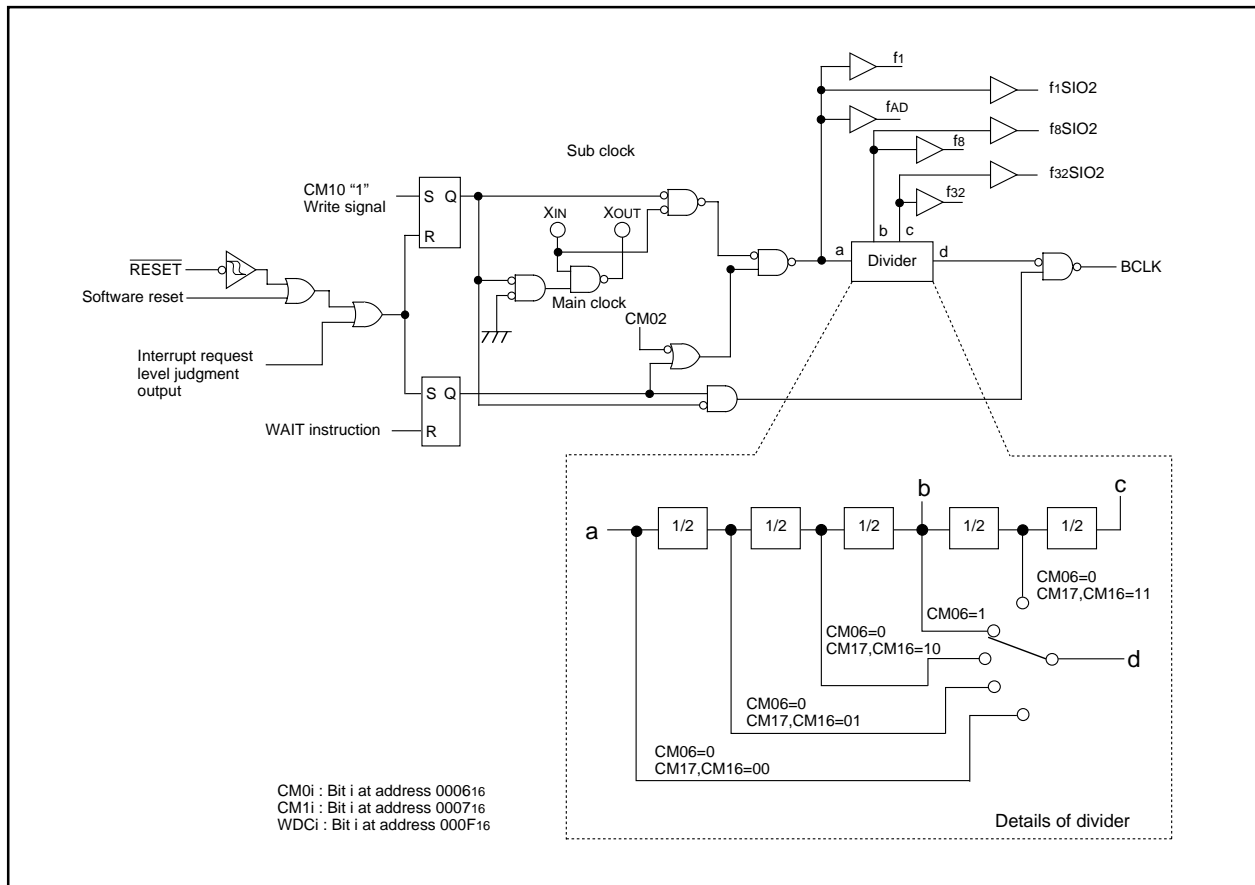 f1
f1SIO2
fAD
f8SIO2
f8
Sub clock
f32SIO2
f32
CM10 “1”
Write signal
S Q
R
XIN
XOUT
b c
a
Divider
d
BCLK
RESET
Software reset
Main clock
CM02
Interrupt request
level judgment
output
S Q
R
WAIT instruction
b
c
a
1/2
1/2
1/2
1/2
1/2
CM06=0
CM17,CM16=11
CM06=1
CM06=0
CM17,CM16=10
d
CM06=0
CM17,CM16=01
CM06=0
CM17,CM16=00
CM0i : Bit i at address 000616
CM1i : Bit i at address 000716
WDCi : Bit i at address 000F16
Details of divider